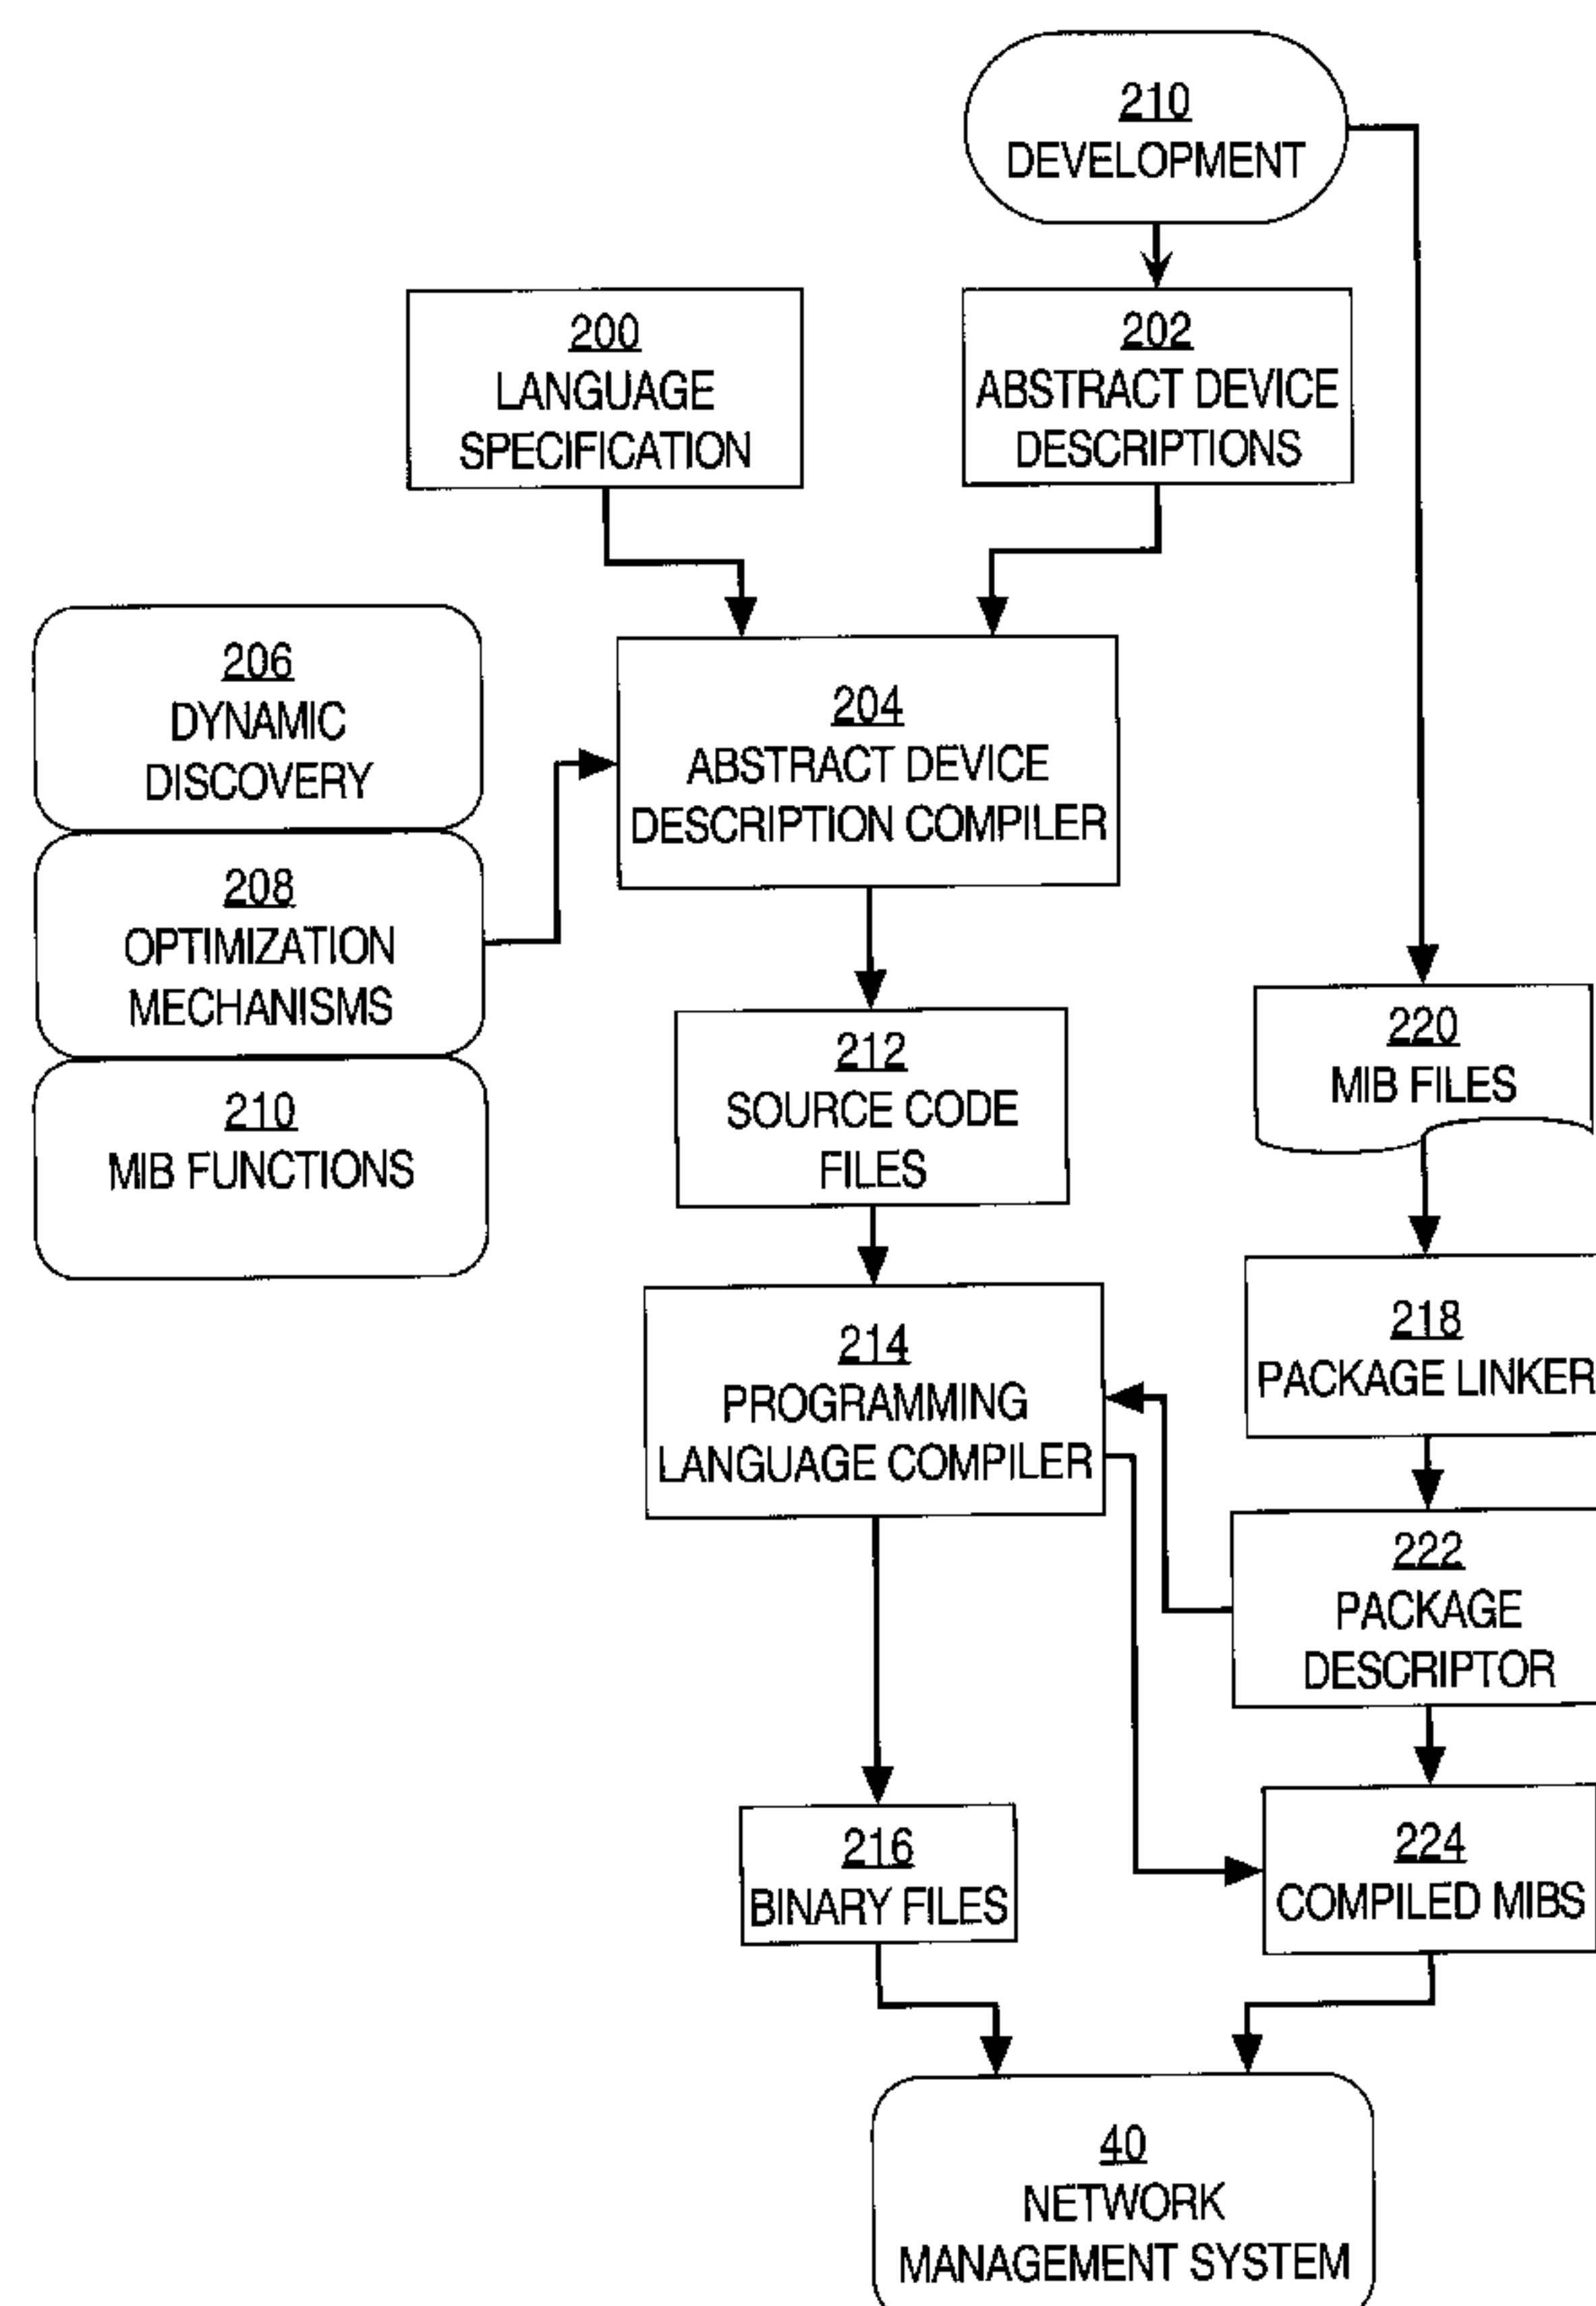 210
DEVELOPMENT
200
LANGUAGE
SPECIFICATION
202
ABSTRACT DEVICE
DESCRIPTIONS
206
DYNAMIC
DISCOVERY
204
ABSTRACT DEVICE
DESCRIPTION COMPILER
208
OPTIMIZATION
MECHANISMS
210
MIB FUNCTIONS
212
SOURCE CODE
FILES
220
MIB FILES
214
PROGRAMMING
LANGUAGE COMPILER
218
PACKAGE LINKER
222
PACKAGE
DESCRIPTOR
216
BINARY FILES
224
COMPILED MIBS
40
NETWORK
MANAGEMENT SYSTEM